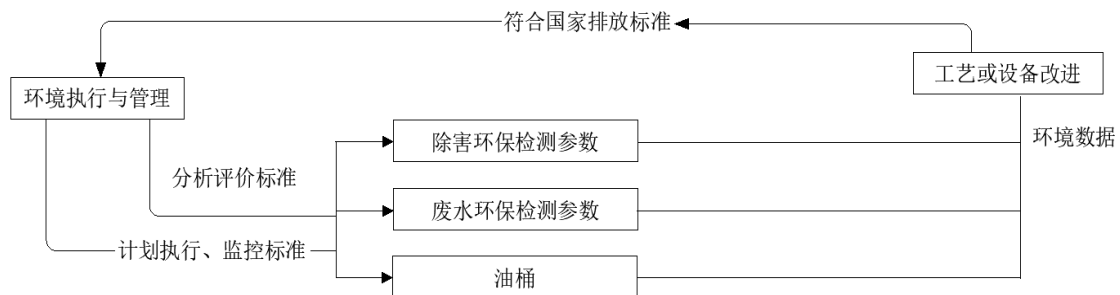 符合国家排放标准
工艺或设备改进
环境执行与管理
除害环保检测参数
环境数据
分析评价标准
废水环保检测参数
计划执行、监控标准
油桶